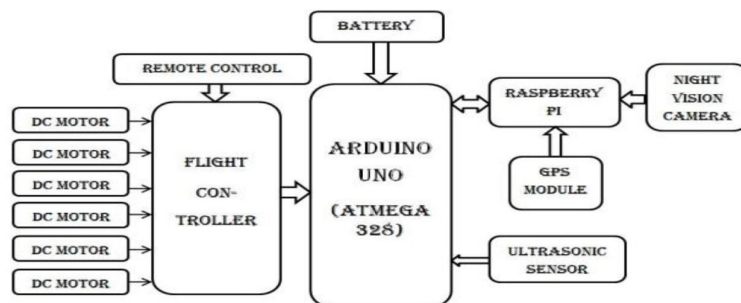 BATTERY
REMOTE CONTROL
NIGHT
VISION
CAMERA
RASPBERRY
PI
DC MOTOR
DC MOTOR
DC MOTOR
DC MOTOR
DC MOTOR
DC MOTOR
FLIGHT
CON-
TROLLER
ARDUINO
UNO
(ATMEGA
328)
GPS
MODULE
ULTRASONIC
SENSOR